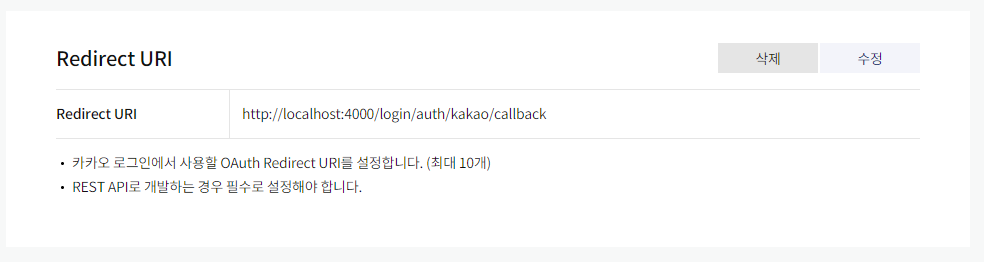 Redirect URI
삭제
수정
Redirect URI
http://localhost:4000/login/auth/kakao/callback
• 카카오 로그인에서 사용할 OAuth Redirect URI를 설정합니다. (최대 10개)
• REST API로 개발하는 경우 필수로 설정해야 합니다.